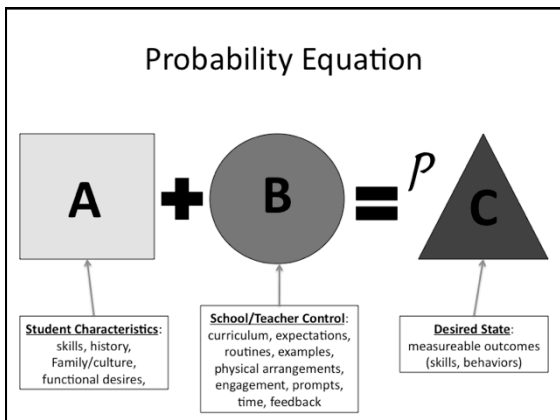 Probability Equation
A + B = p C
Student Characteristics:
skills, history,
Family/culture,
functional desires,
School/Teacher Control:
curriculum, expectations,
routines, examples,
physical arrangements,
engagement, prompts,
time, feedback
Desired State:
measureable outcomes
(skills, behaviors)